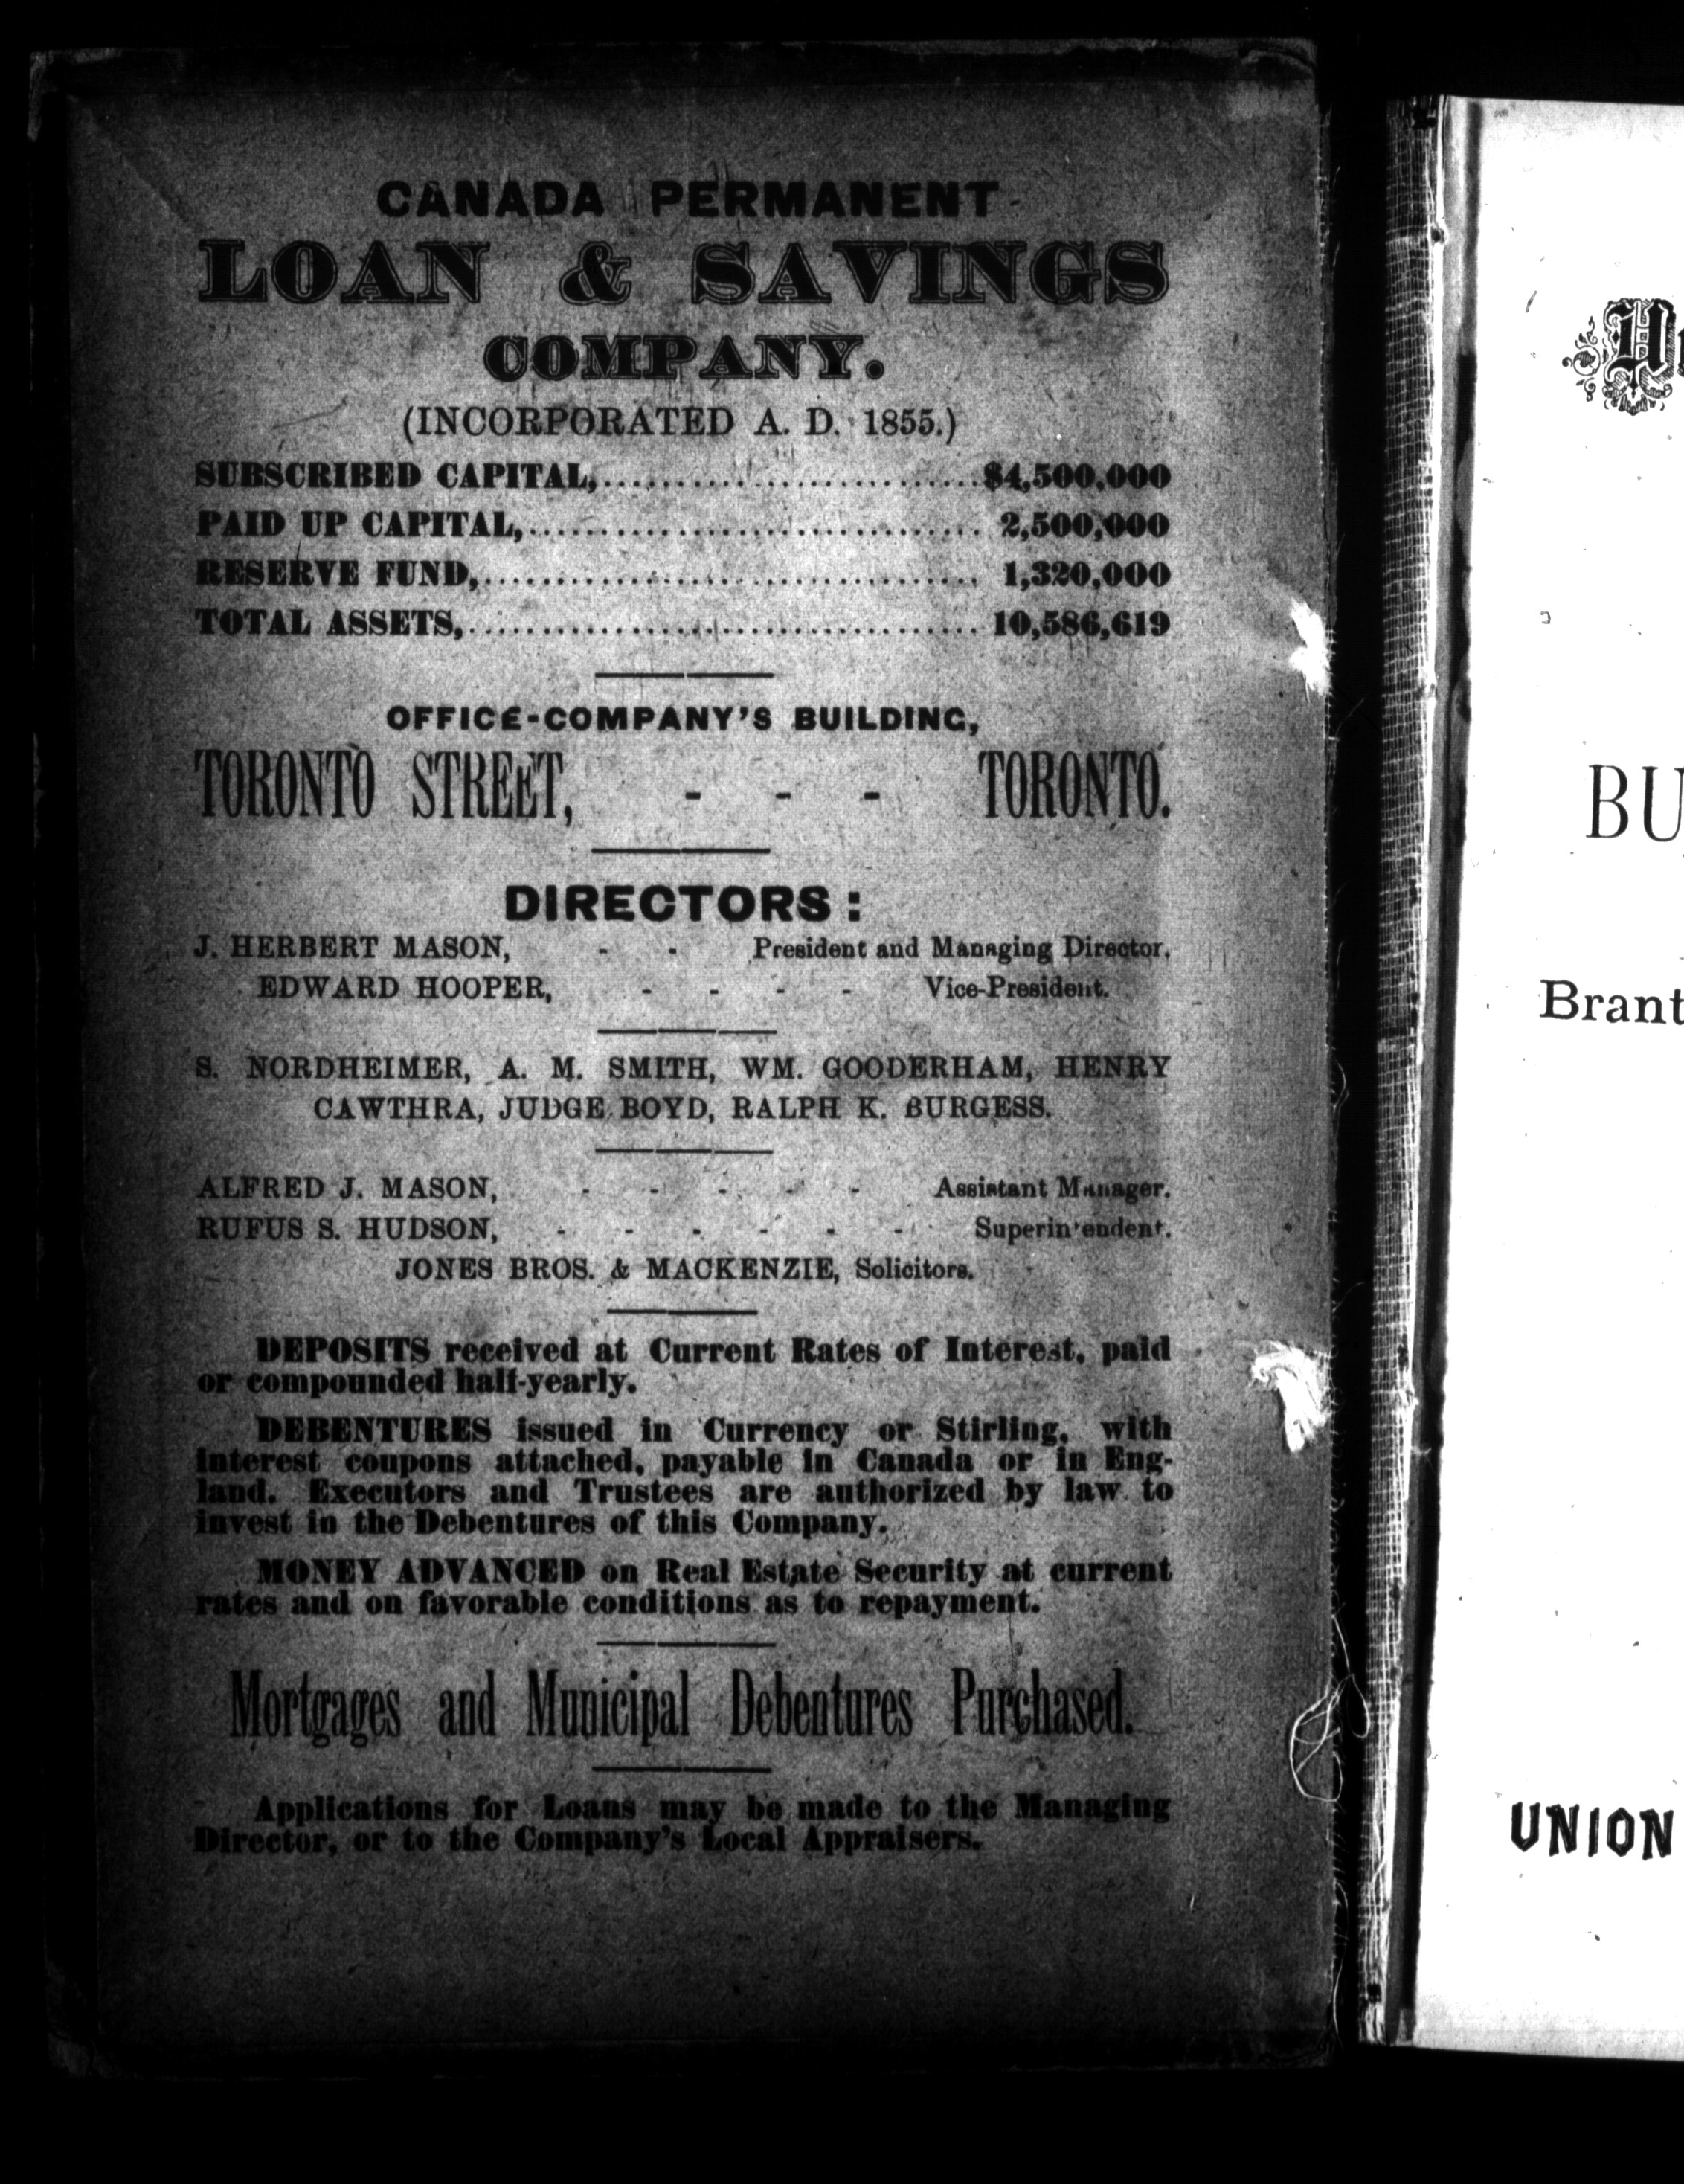 CANADA PERMANENT
LOAN & SAVINGS
COMPANY.
(INCORPORATED A. D. 1855.)
SUBSCRIBED CAPITAL,..........................$4,500,000
PAID UP CAPITAL,................................ 2,500,000
RESERVE FUND,................................... 1,320,000
TOTAL ASSETS,.................................... 10,586,619
OFFICE-COMPANY'S BUILDING,
TORONTO STREET, - - - TORONTO.
DIRECTORS:
J. HERBERT MASON, - - President and Managing Director.
EDWARD HOOPER, - - - - Vice-President.
S. NORDHEIMER, A. M. SMITH, WM. GOODERHAM, HENRY
CAWTHRA, JUDGE BOYD, RALPH K. BURGESS.
ALFRED J. MASON, - - - - - Assistant Manager.
RUFUS S. HUDSON, - - - - - - Superintendent.
JONES BROS. & MACKENZIE, Solicitors.
DEPOSITS received at Current Rates of Interest, paid
or compounded half-yearly.
DEBENTURES issued in Currency or Stirling, with
interest coupons attached, payable in Canada or in Eng-
land. Executors and Trustees are authorized by law to
invest in the Debentures of this Company.
MONEY ADVANCED on Real Estate Security at current
rates and on favorable conditions as to repayment.
Mortgages and Municipal Debentures Purchased.
Applications for Loans may be made to the Managing
Director, or to the Company's Local Appraisers.
BU
Brant
UNION